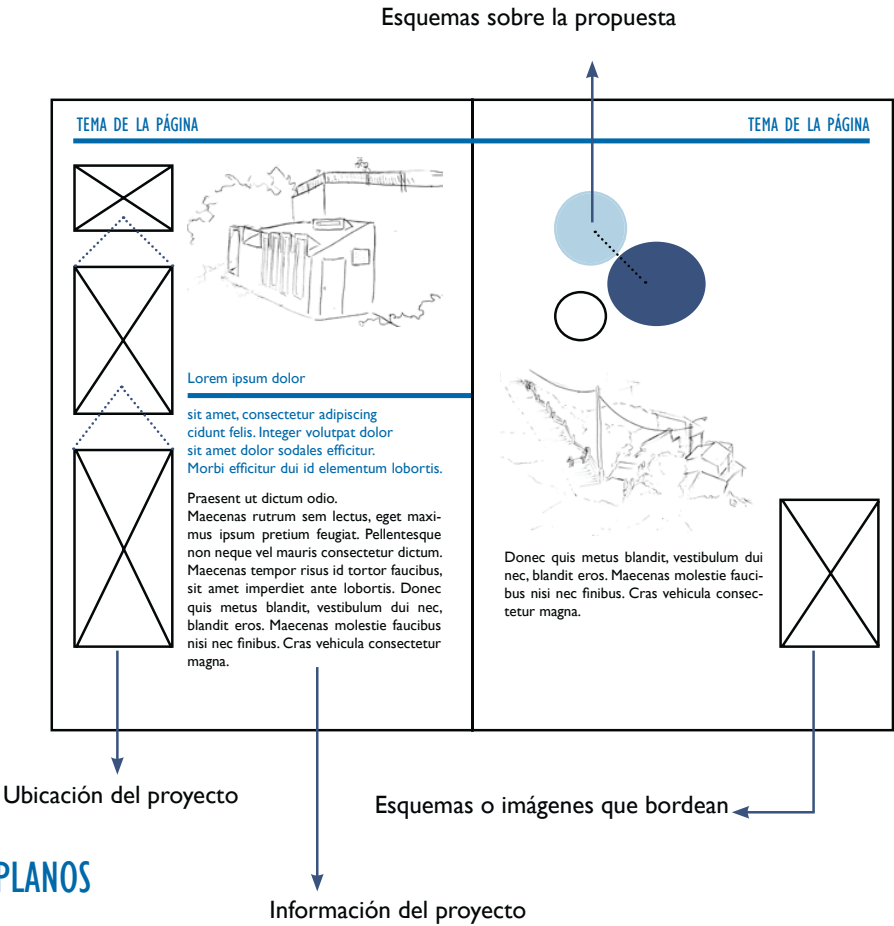 Esquemas sobre la propuesta
TEMA DE LA PÁGINA
TEMA DE LA PÁGINA
Lorem ipsum dolor
sit amet, consectetur adipiscing
cidunt felis. Integer volutpat dolor
sit amet dolor sodales efficitur.
Morbi efficitur dui id elementum lobortis.
Praesent ut dictum odio.
Maecenas rutrum sem lectus, eget maxi-
mus ipsum pretium feugiat. Pellentesque
non neque vel mauris consectetur dictum.
Maecenas tempor risus id tortor faucibus,
sit amet imperdiet ante lobortis. Donec
quis metus blandit, vestibulum dui nec,
blandit eros. Maecenas molestie faucibus
nisi nec finibus. Cras vehicula consectetur
magna.
Donec quis metus blandit, vestibulum dui
nec, blandit eros. Maecenas molestie fauci-
bus nisi nec finibus. Cras vehicula consec-
tetur magna.
Ubicación del proyecto
Esquemas o imágenes que bordean
PLANOS
Información del proyecto